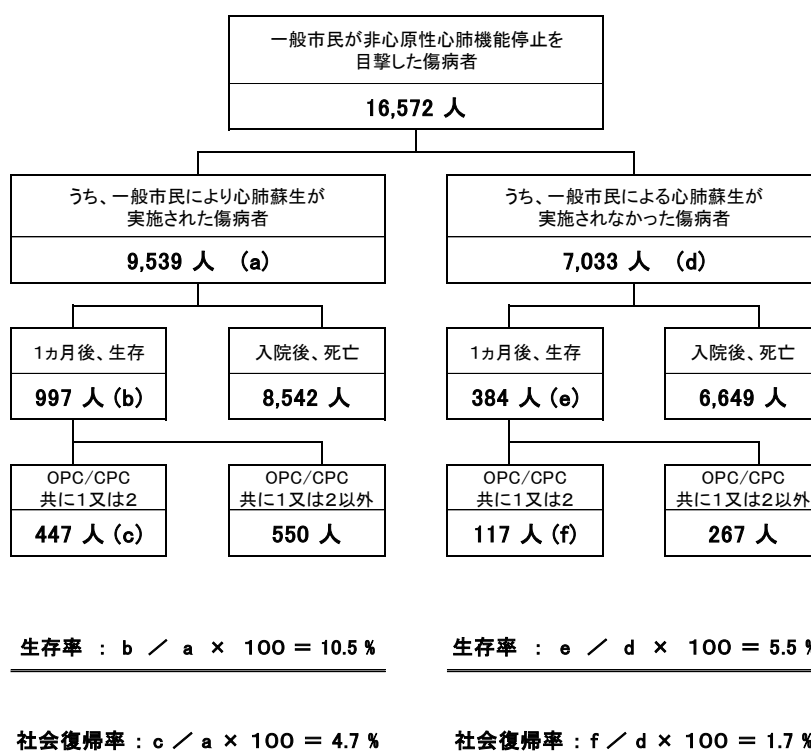 一般市民が非心原性心肺機能停止を
目撃した傷病者
16,572 人
うち、一般市民により心肺蘇生が
実施された傷病者
9,539 人 (a)
うち、一般市民による心肺蘇生が
実施されなかった傷病者
7,033 人 (d)
1ヵ月後、生存
997 人 (b)
入院後、死亡
8,542 人
1ヵ月後、生存
384 人 (e)
入院後、死亡
6,649 人
OPC/CPC
共に1又は2
447 人 (c)
OPC/CPC
共に1又は2以外
550 人
OPC/CPC
共に1又は2
117 人 (f)
OPC/CPC
共に1又は2以外
267 人
生存率 : b ／ a × 100 = 10.5 %
生存率 : e ／ d × 100 = 5.5 %
社会復帰率 : c ／ a × 100 = 4.7 %
社会復帰率 : f ／ d × 100 = 1.7 %